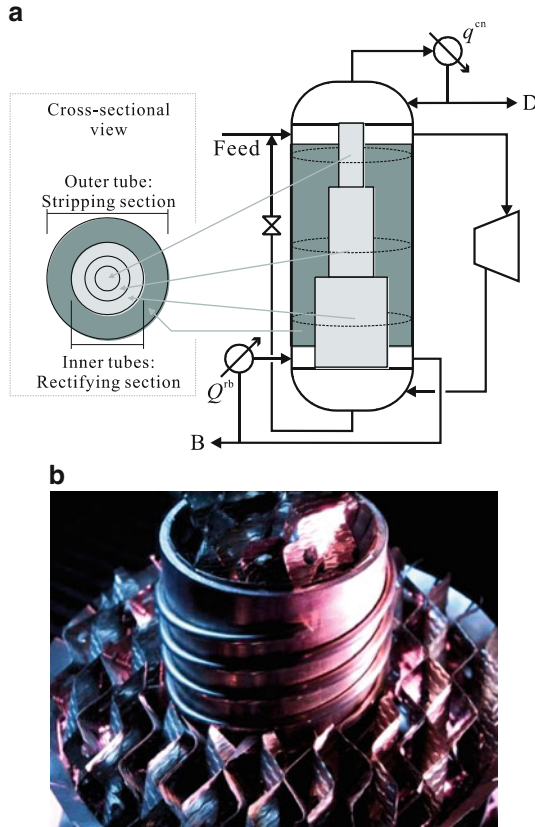 a
q^cn
D
Cross-sectional
view
Feed
Outer tube:
Stripping section
Inner tubes:
Rectifying section
Q^rb
B
b